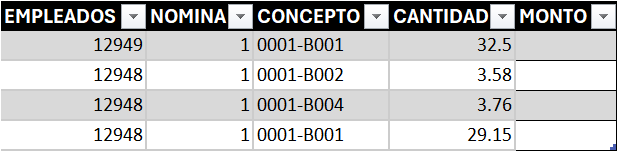 EMPLEADOS NOMINA CONCEPTO CANTIDAD MONTO
12949 1 0001-B001 32.5
12948 1 0001-B002 3.58
12948 1 0001-B004 3.76
12948 1 0001-B001 29.15